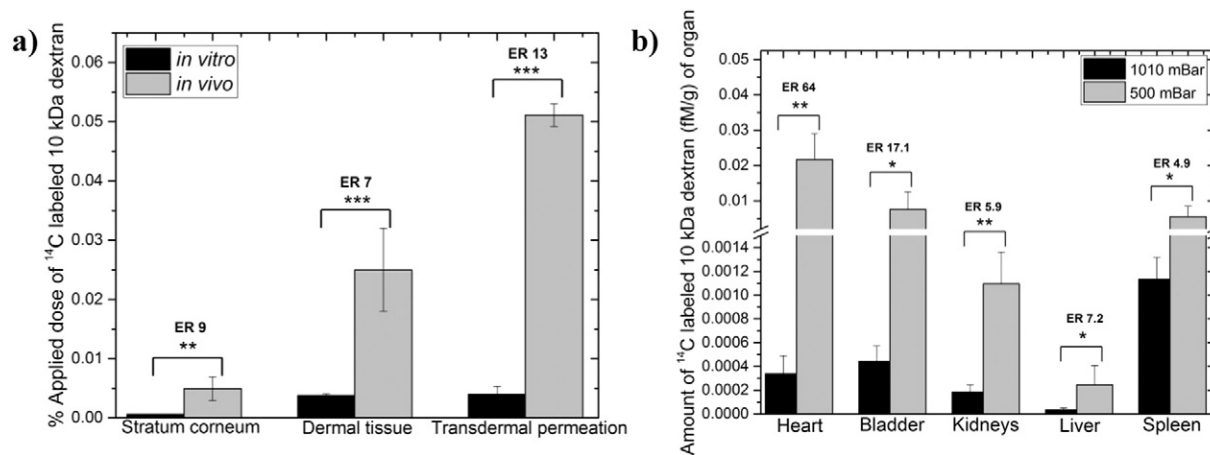 a)
% Applied dose of ¹⁴C labeled 10 kDa dextran
0.06
0.05
0.04
0.03
0.02
0.01
0.00
in vitro
in vivo
ER 9
**
ER 7
***
ER 13
***
Stratum corneum
Dermal tissue
Transdermal permeation
b)
Amount of ¹⁴C labeled 10 kDa dextran (fM/g) of organ
0.05
0.04
0.03
0.02
0.01
0.0014
0.0012
0.0010
0.0008
0.0006
0.0004
0.0002
0.0000
1010 mBar
500 mBar
ER 64
**
ER 17.1
*
ER 5.9
**
ER 7.2
*
ER 4.9
*
Heart
Bladder
Kidneys
Liver
Spleen